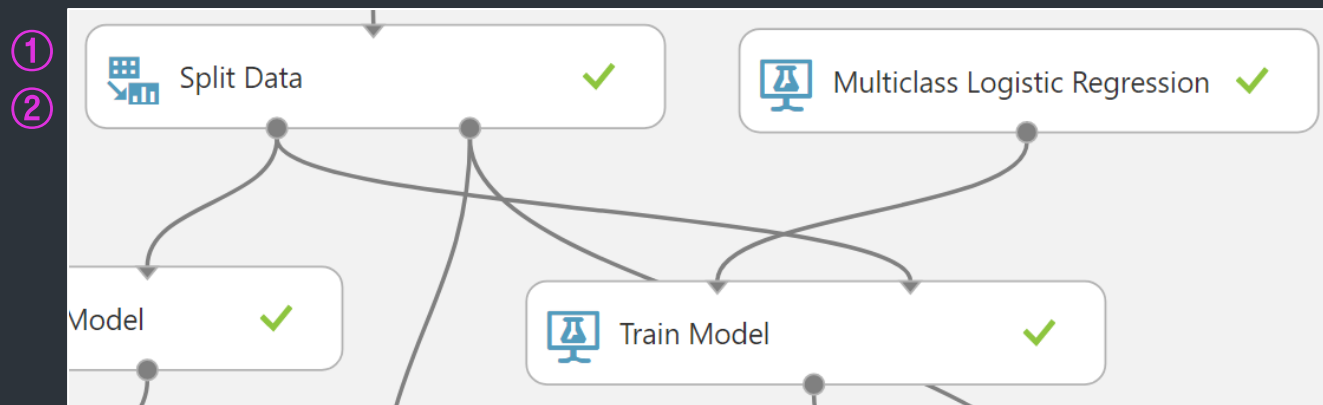 ①
Split Data
Multiclass Logistic Regression
②
Model
Train Model